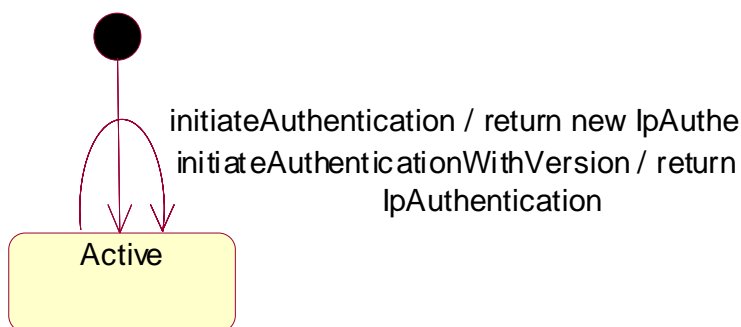 initiateAuthentication / return new IpAuthe
initiateAuthenticationWithVersion / return
IpAuthentication
Active